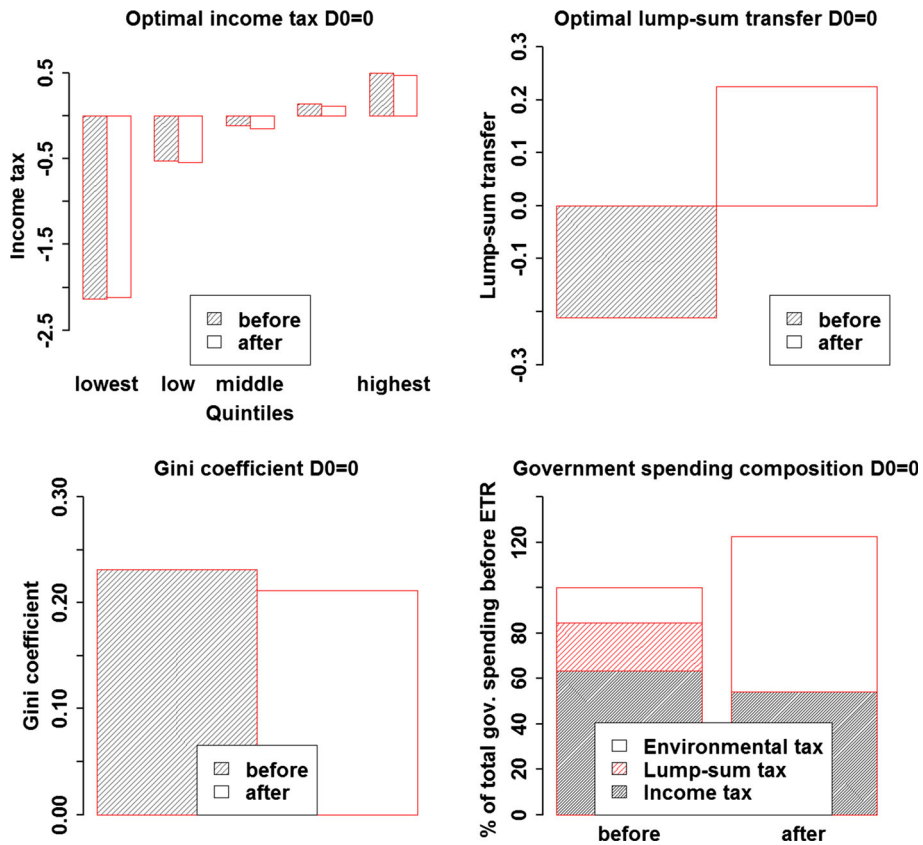 Optimal income tax D0=0
Income tax
0.5
-0.5
-1.5
-2.5
before
after
lowest low middle highest
Quintiles
Optimal lump-sum transfer D0=0
Lump-sum transfer
0.3
0.2
0.0
-0.1
-0.3
before
after
Gini coefficient D0=0
Gini coefficient
0.30
0.20
0.10
0.00
before
after
Government spending composition D0=0
% of total gov. spending before ETR
120
80
60
40
20
0
Environmental tax
Lump-sum tax
Income tax
before after